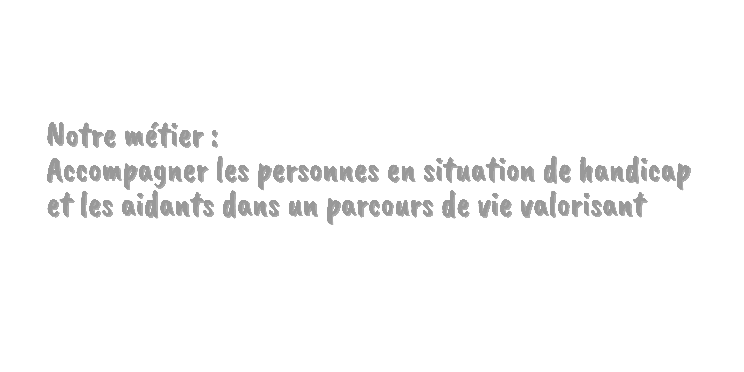 Notre métier :
Accompagner les personnes en situation de handicap
et les aidants dans un parcours de vie valorisant